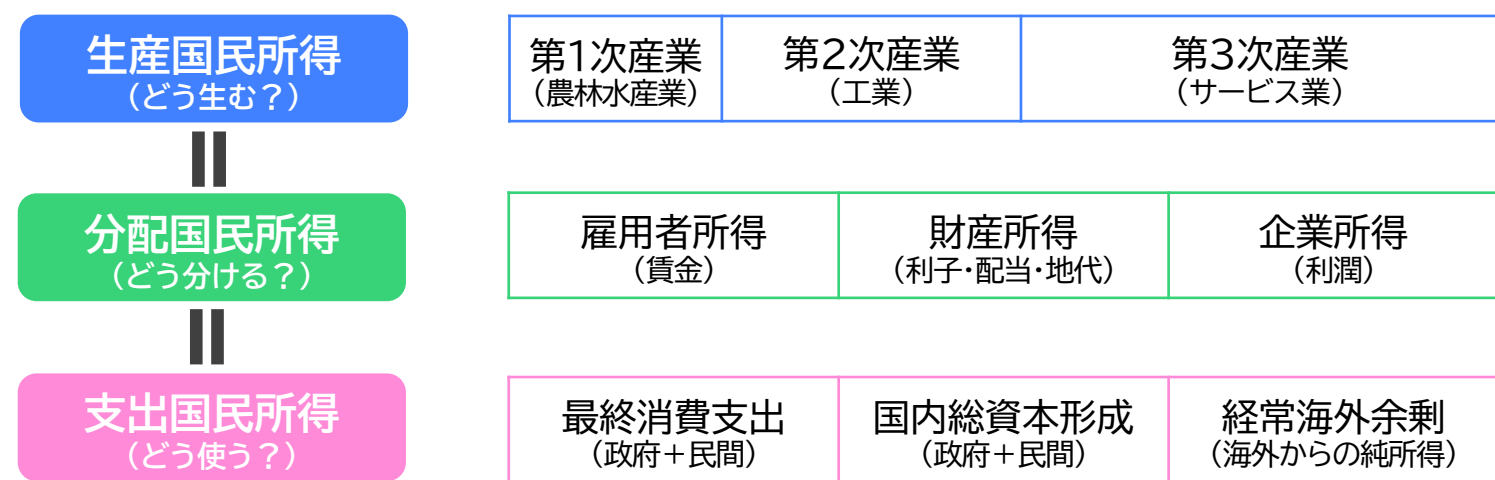 生産国民所得
（どう生む？）
第1次産業
（農林水産業）
第2次産業
（工業）
第3次産業
（サービス業）
分配国民所得
（どう分ける？）
雇用者所得
（賃金）
財産所得
（利子・配当・地代）
企業所得
（利潤）
支出国民所得
（どう使う？）
最終消費支出
（政府＋民間）
国内総資本形成
（政府＋民間）
経常海外余剰
（海外からの純所得）